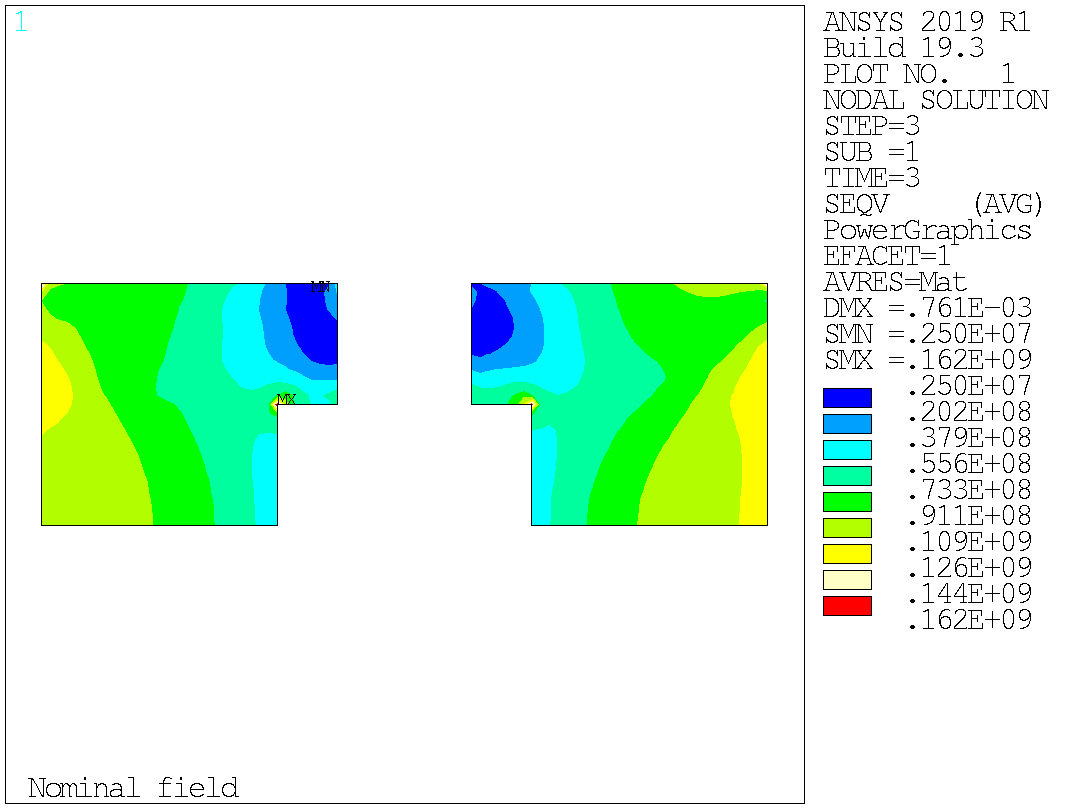 1
ANSYS 2019 R1
Build 19.3
PLOT NO. 1
NODAL SOLUTION
STEP=3
SUB =1
TIME=3
SEQV (AVG)
PowerGraphics
EFACET=1
AVRES=Mat
DMX =.761E-03
SMN =.250E+07
SMX =.162E+09
.250E+07
.202E+08
.379E+08
.556E+08
.733E+08
.911E+08
.109E+09
.126E+09
.144E+09
.162E+09
MN
MX
Nominal field